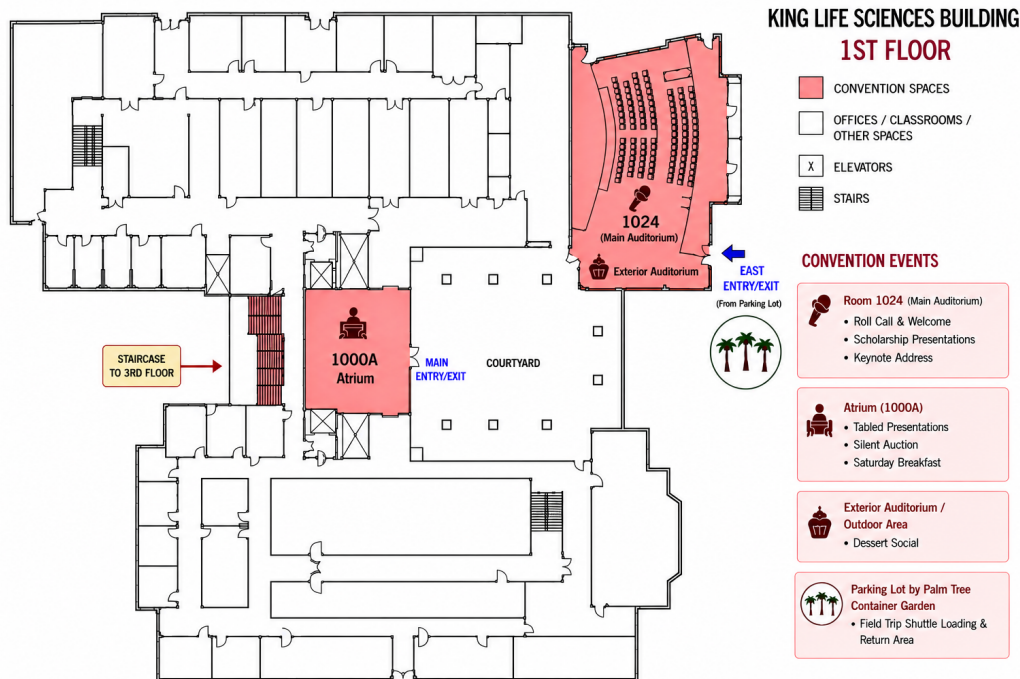 KING LIFE SCIENCES BUILDING
1ST FLOOR
CONVENTION SPACES
OFFICES / CLASSROOMS /
OTHER SPACES
X
ELEVATORS
STAIRS
1024
(Main Auditorium)
Exterior Auditorium
EAST
ENTRY/EXIT
(From Parking Lot)
STAIRCASE
TO 3RD FLOOR
1000A
Atrium
MAIN
ENTRY/EXIT
COURTYARD
CONVENTION EVENTS
Room 1024 (Main Auditorium)
• Roll Call & Welcome
• Scholarship Presentations
• Keynote Address
Atrium (1000A)
• Tabled Presentations
• Silent Auction
• Saturday Breakfast
Exterior Auditorium /
Outdoor Area
• Dessert Social
Parking Lot by Palm Tree
Container Garden
• Field Trip Shuttle Loading &
Return Area